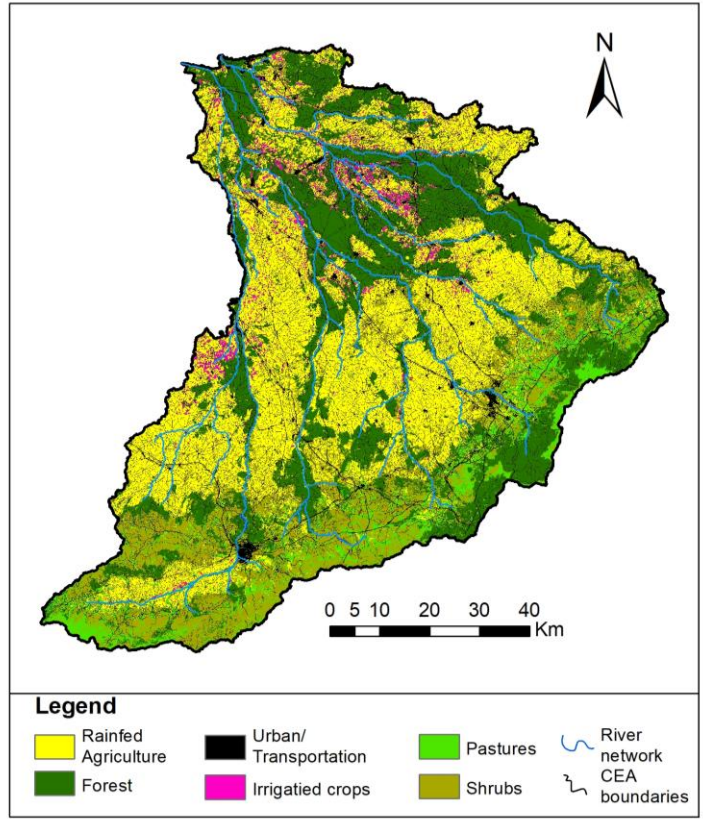 N
0 5 10 20 30 40
Km
Legend
Rainfed
Agriculture
Urban/
Transportation
Pastures
River
network
Forest
Irrigatied crops
Shrubs
CEA
boundaries